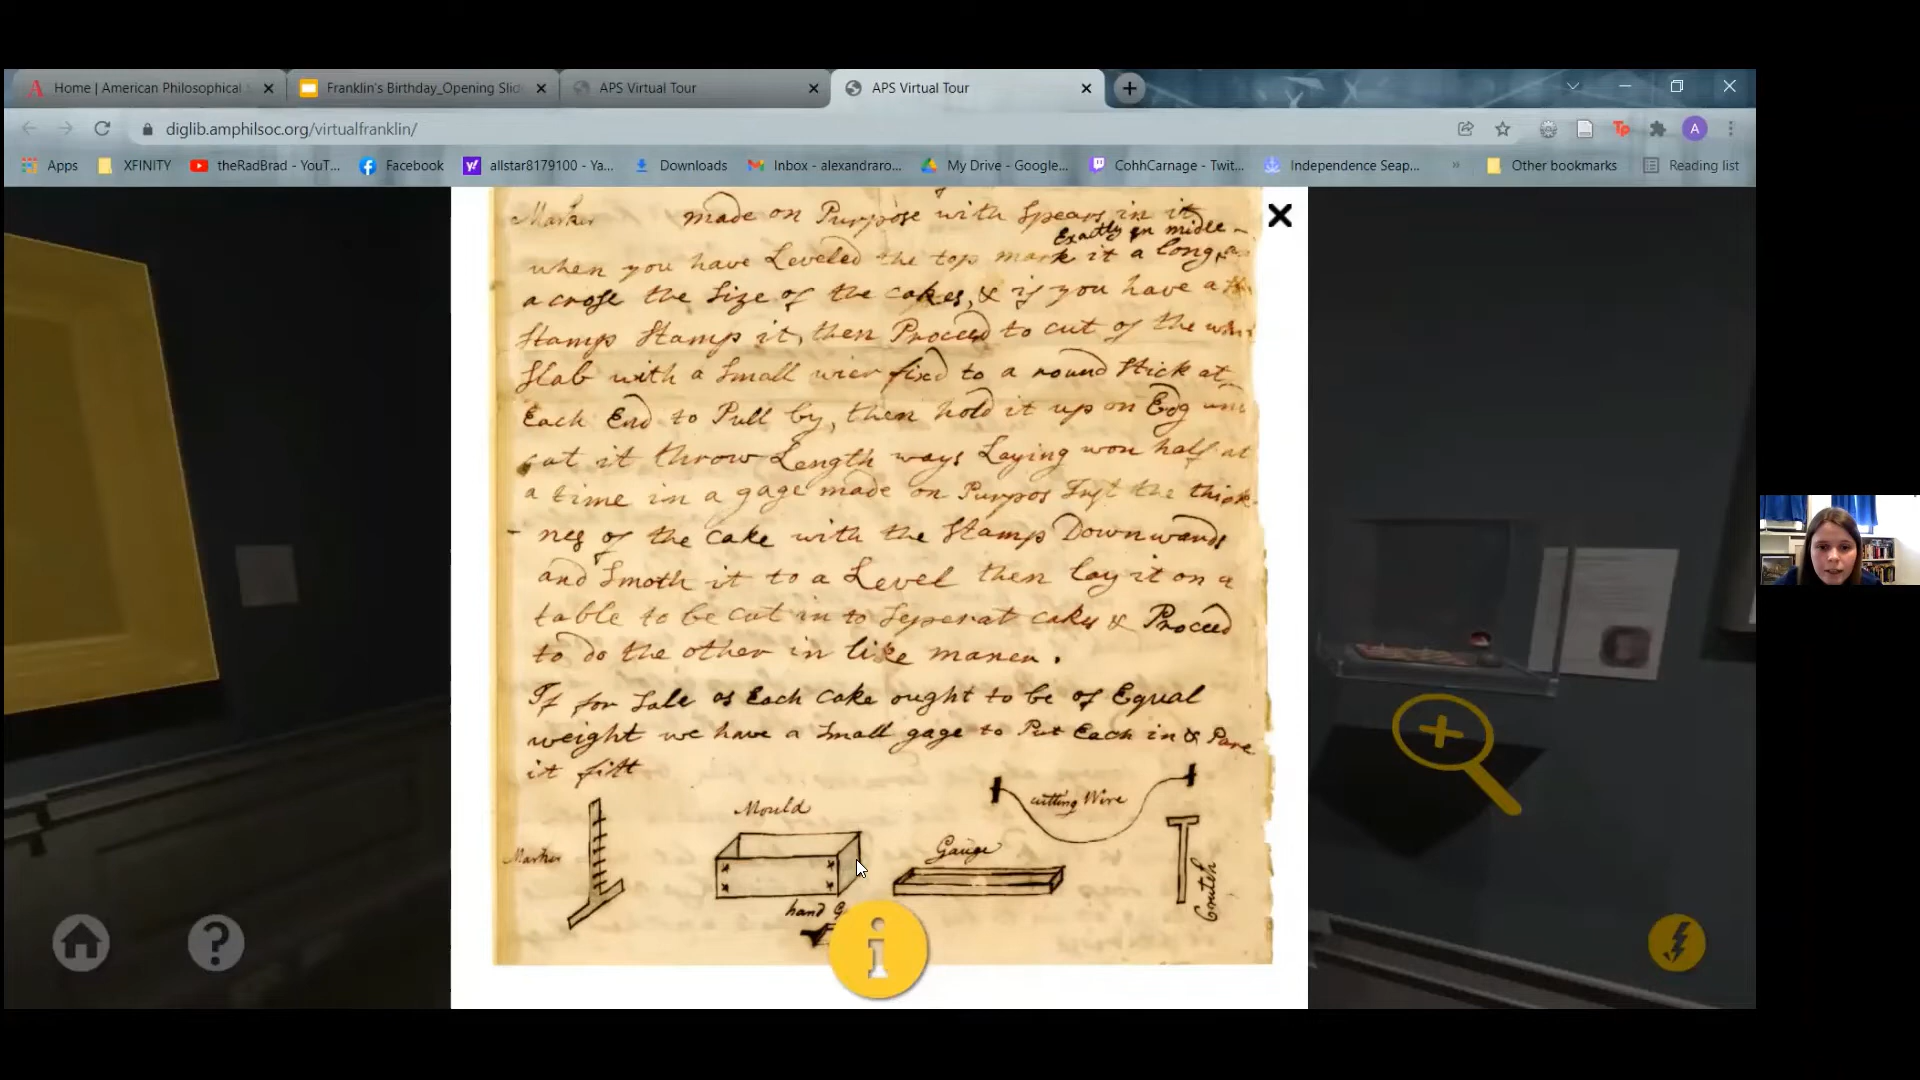 Home | American Philosophical
Franklin's Birthday_Opening Slid
APS Virtual Tour
APS Virtual Tour
diglib.amphilsoc.org/virtualfranklin/
Tp
A
Apps
XFINITY
theRadBrad - YouT...
Facebook
allstar8179100 - Ya...
Downloads
Inbox - alexandraro...
My Drive - Google...
CohhCarnage - Twit...
Independence Seap...
»
Other bookmarks
Reading list
Marker made on Purpose with Spears in it
Exactly in midle
when you have Leveled the top mark it a long
acrose the Size of the cakes, & if you have a
Stamp Stamp it, then Proceed to cut of the
Slab with a Small wier fixed to a round Stick at
Each End to Pull by, then hold it up on Edg
cut it throw Length ways Laying won half at
a time in a gage made on Purpos Just the thick
- nes of the cake with the Stamp Downwards
and Smoth it to a Level then lay it on a
table to be cut in to Seperat cakes & Proceed
to do the other in like maner.
If for Sale as Each cake ought to be of Equal
weight we have a Small gage to Put Each in & Pare
it fitt
Marker
Mould
cutting Wire
Gauge
hand G
i